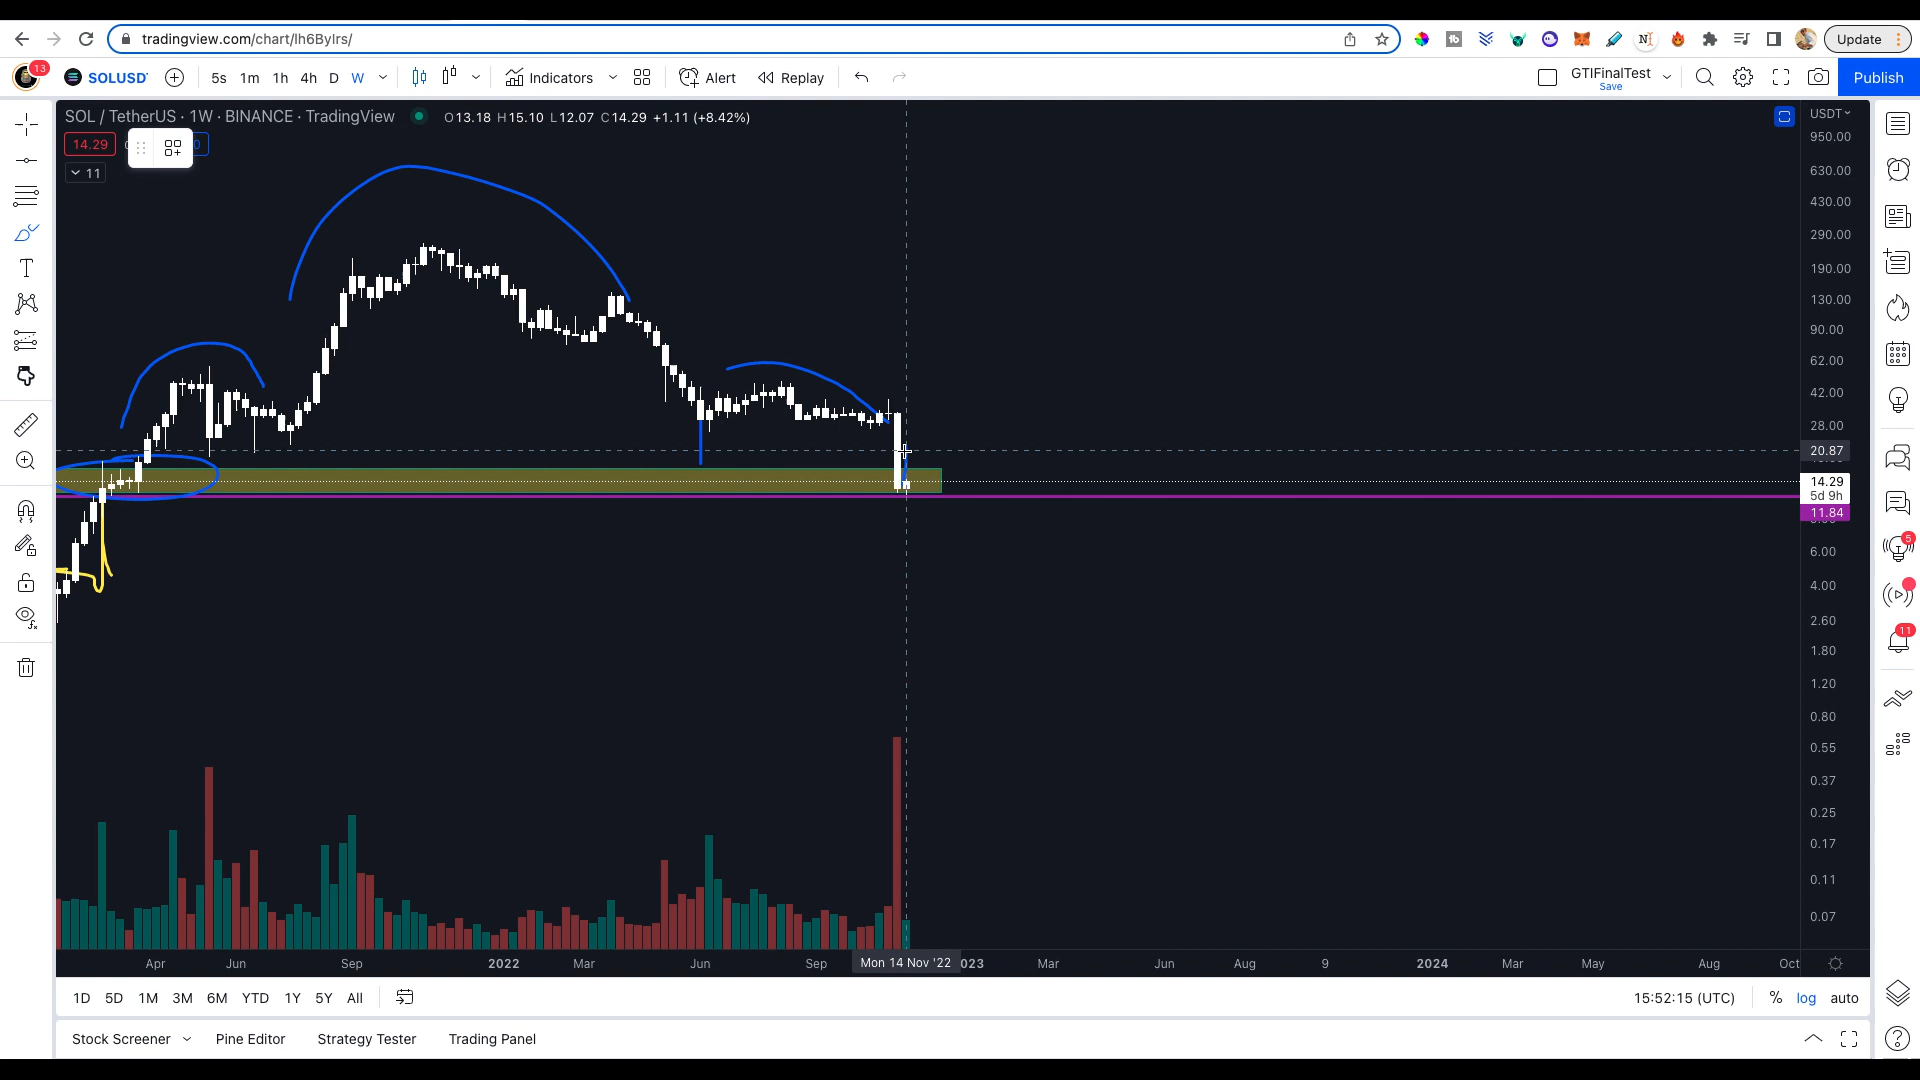 tradingview.com/chart/lh6Bylrs/
Update
13
SOLUSD
5s 1m 1h 4h D W
Indicators
Alert
Replay
GTIFinalTest
Save
Publish
SOL / TetherUS · 1W · BINANCE · TradingView
O13.18 H15.10 L12.07 C14.29 +1.11 (+8.42%)
USDT
14.29
0
11
950.00
630.00
430.00
290.00
190.00
130.00
90.00
62.00
42.00
28.00
20.87
14.29
5d 9h
11.84
6.00
4.00
2.60
1.80
1.20
0.80
0.55
0.37
0.25
0.17
0.11
0.07
5
11
Apr Jun Sep 2022 Mar Jun Sep Mon 14 Nov '22 023 Mar Jun Aug 9 2024 Mar May Aug Oct
1D 5D 1M 3M 6M YTD 1Y 5Y All
15:52:15 (UTC) % log auto
Stock Screener Pine Editor Strategy Tester Trading Panel